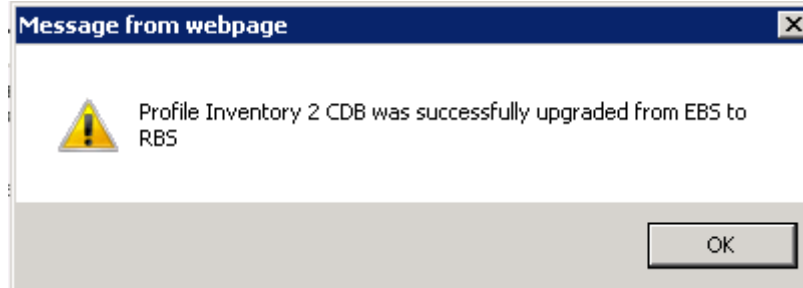 Message from webpage
Profile Inventory 2 CDB was successfully upgraded from EBS to
RBS
OK